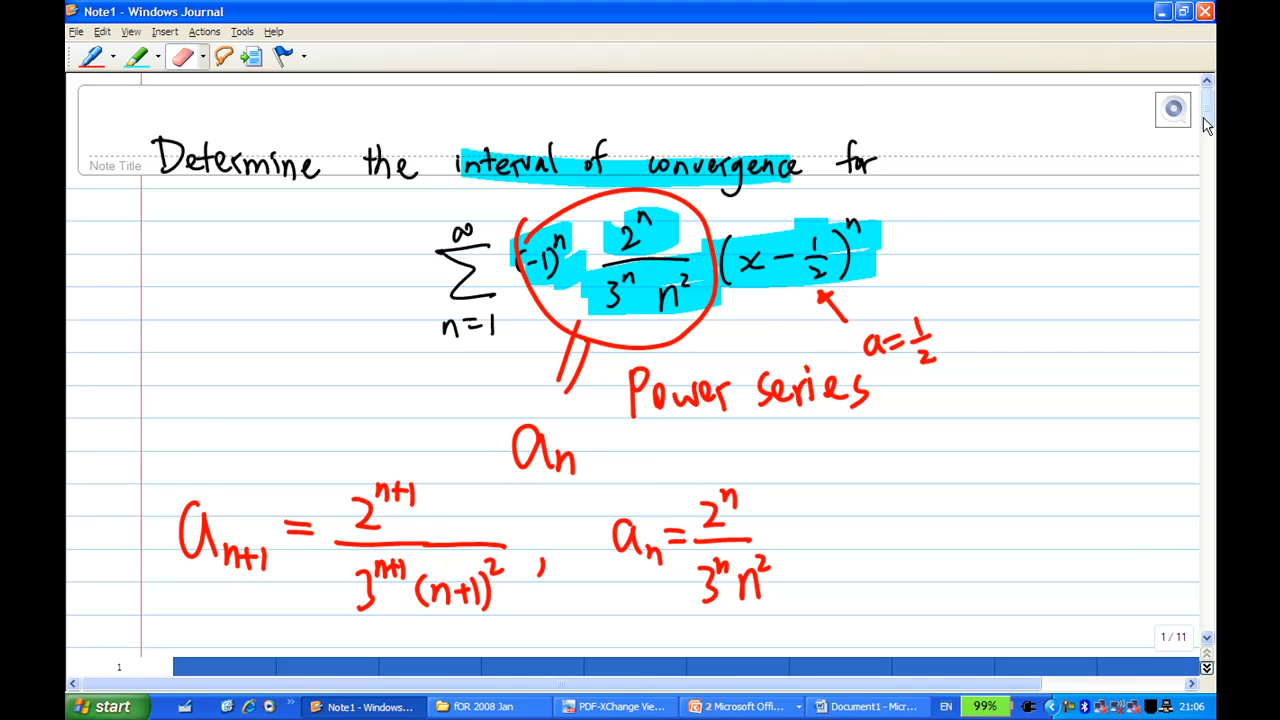 Note1 - Windows Journal
File Edit View Insert Actions Tools Help
Note Title
Determine the interval of convergence for
∞
∑ (-1)^n 2^n / (3^n n^2) (x - 1/2)^n
n=1
a = 1/2
Power series
a_n
a_{n+1} = 2^{n+1} / (3^{n+1} (n+1)^2) , a_n = 2^n / (3^n n^2)
1 / 11
1
start
Note1 - Windows...
fOR 2008 Jan
PDF-XChange Vie...
2 Microsoft Offi...
Document1 - Micr...
EN
99%
21:06